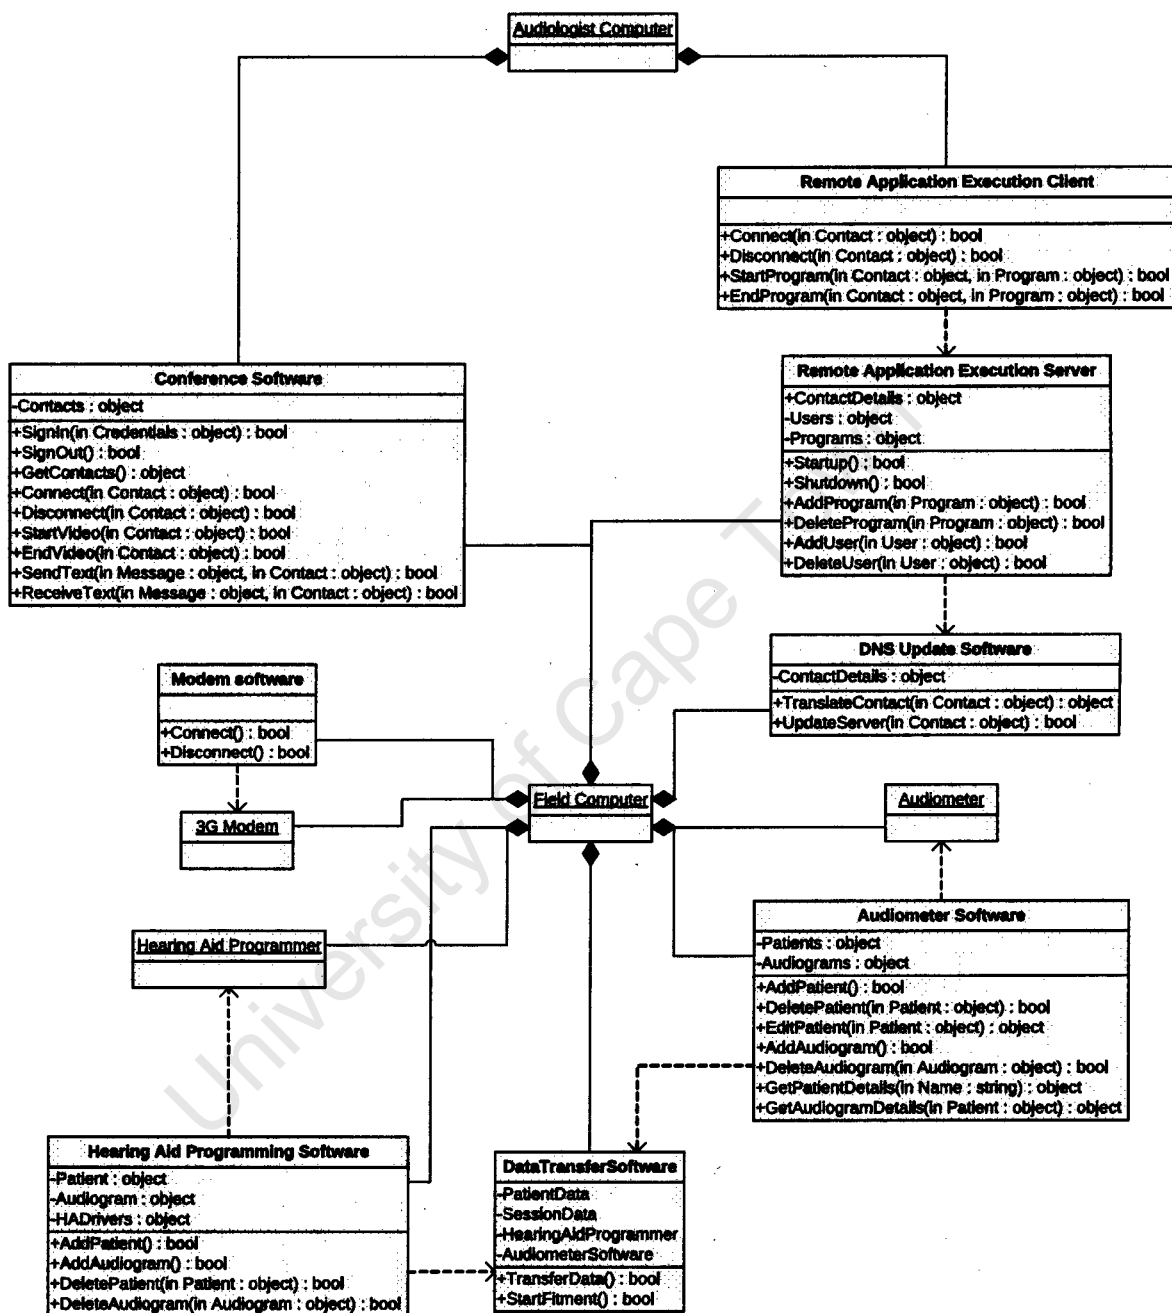 Audiologist Computer
Remote Application Execution Client
+Connect(in Contact : object) : bool
+Disconnect(in Contact : object) : bool
+StartProgram(in Contact : object, in Program : object) : bool
+EndProgram(in Contact : object, in Program : object) : bool
Conference Software
-Contacts : object
+SignIn(in Credentials : object) : bool
+SignOut() : bool
+GetContacts() : object
+Connect(in Contact : object) : bool
+Disconnect(in Contact : object) : bool
+StartVideo(in Contact : object) : bool
+EndVideo(in Contact : object) : bool
+SendText(in Message : object, in Contact : object) : bool
+ReceiveText(in Message : object, in Contact : object) : bool
Remote Application Execution Server
+ContactDetails : object
-Users : object
-Programs : object
+Startup() : bool
+Shutdown() : bool
+AddProgram(in Program : object) : bool
+DeleteProgram(in Program : object) : bool
+AddUser(in User : object) : bool
+DeleteUser(in User : object) : bool
DNS Update Software
-ContactDetails : object
+TranslateContact(in Contact : object) : object
+UpdateServer(in Contact : object) : bool
Modem software
+Connect() : bool
+Disconnect() : bool
3G Modem
Field Computer
Audiometer
Hearing Aid Programmer
Audiometer Software
-Patients : object
-Audiograms : object
+AddPatient() : bool
+DeletePatient(in Patient : object) : bool
+EditPatient(in Patient : object) : object
+AddAudiogram() : bool
+DeleteAudiogram(in Audiogram : object) : bool
+GetPatientDetails(in Name : string) : object
+GetAudiogramDetails(in Patient : object) : object
Hearing Aid Programming Software
-Patient : object
-Audiogram : object
-HADrivers : object
+AddPatient() : bool
+AddAudiogram() : bool
+DeletePatient(in Patient : object) : bool
+DeleteAudiogram(in Audiogram : object) : bool
DataTransferSoftware
-PatientData
-SessionData
-HearingAidProgrammer
-AudiometerSoftware
+TransferData() : bool
+StartFitment() : bool
University of Cape Town